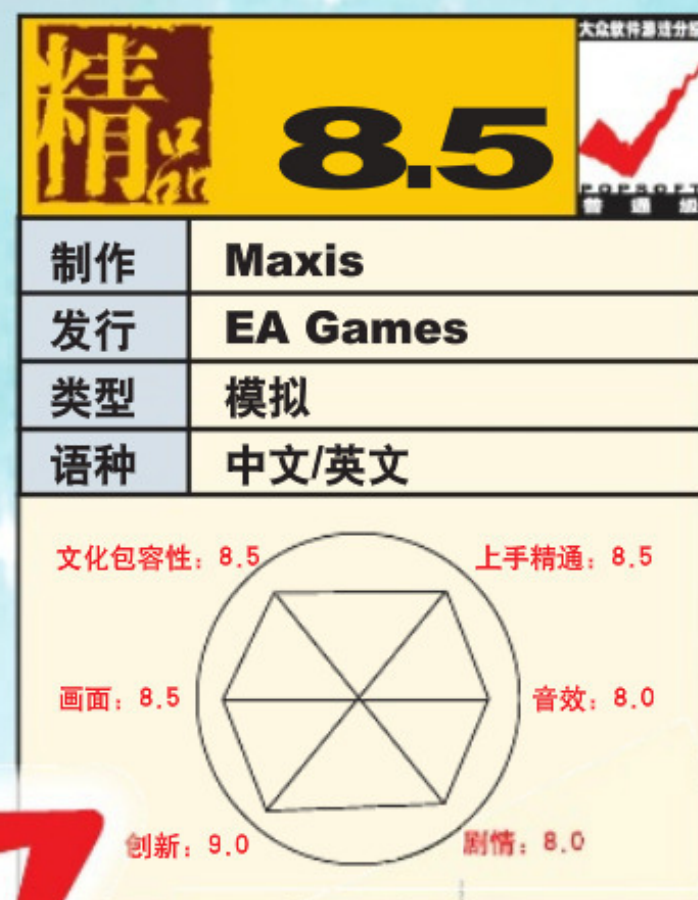 大众软件游戏分级
精品
8.5
POPSOFT
普通级
制作 Maxis
发行 EA Games
类型 模拟
语种 中文/英文
文化包容性：8.5 上手精通：8.5
画面：8.5 音效：8.0
创新：9.0 剧情：8.0